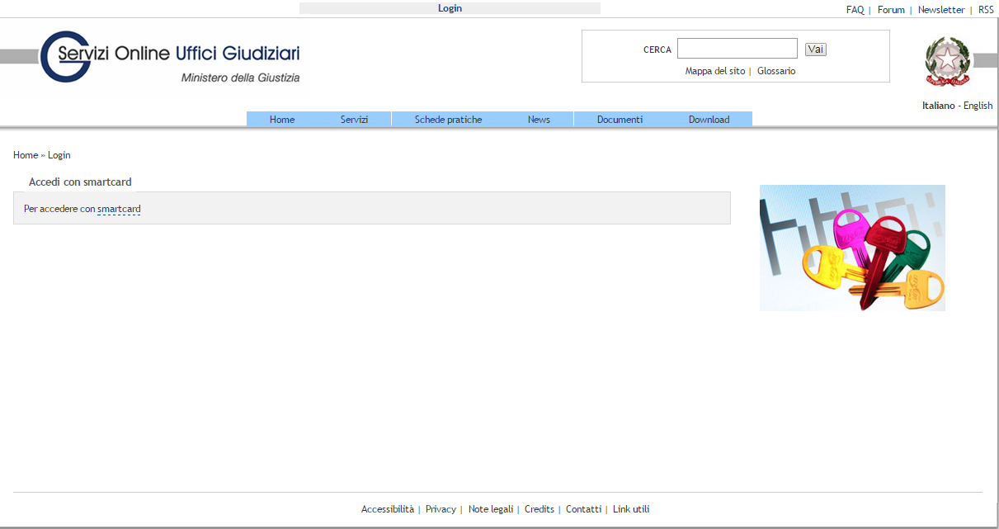 Login
FAQ | Forum | Newsletter | RSS
Servizi Online Uffici Giudiziari
Ministero della Giustizia
CERCA Vai
Mappa del sito | Glossario
Italiano - English
Home Servizi Schede pratiche News Documenti Download
Home » Login
Accedi con smartcard
Per accedere con smartcard
Accessibilità | Privacy | Note legali | Credits | Contatti | Link utili